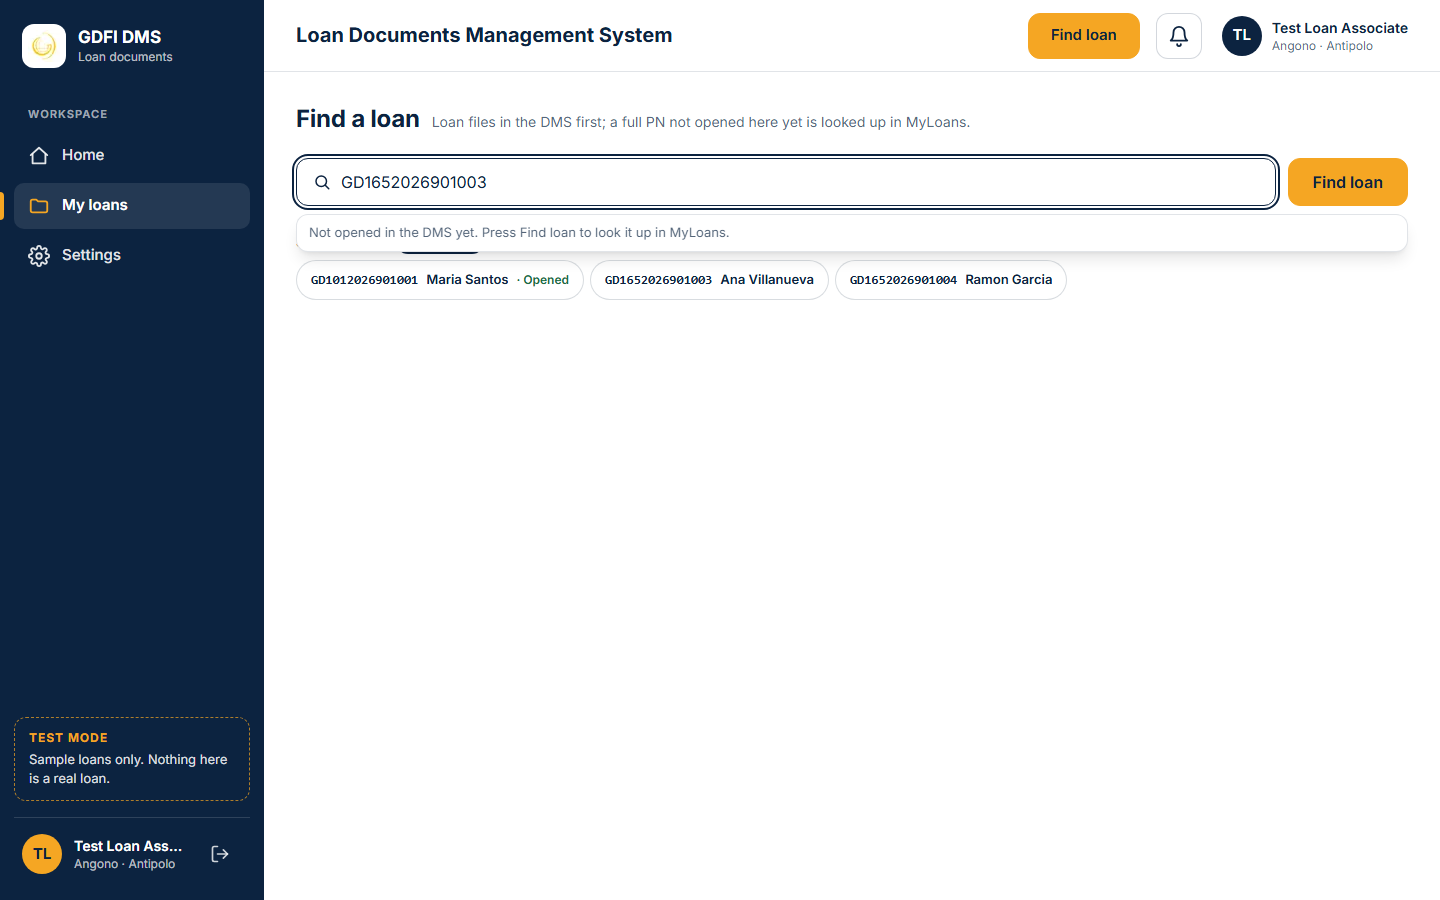 GDFI DMS
Loan documents
WORKSPACE
Home
My loans
Settings
TEST MODE
Sample loans only. Nothing here
is a real loan.
TL
Test Loan Ass...
Angono · Antipolo
Loan Documents Management System
Find loan
TL
Test Loan Associate
Angono · Antipolo
Find a loan
Loan files in the DMS first; a full PN not opened here yet is looked up in MyLoans.
GD1652026901003
Find loan
Not opened in the DMS yet. Press Find loan to look it up in MyLoans.
GD1012026901001 Maria Santos · Opened
GD1652026901003 Ana Villanueva
GD1652026901004 Ramon Garcia